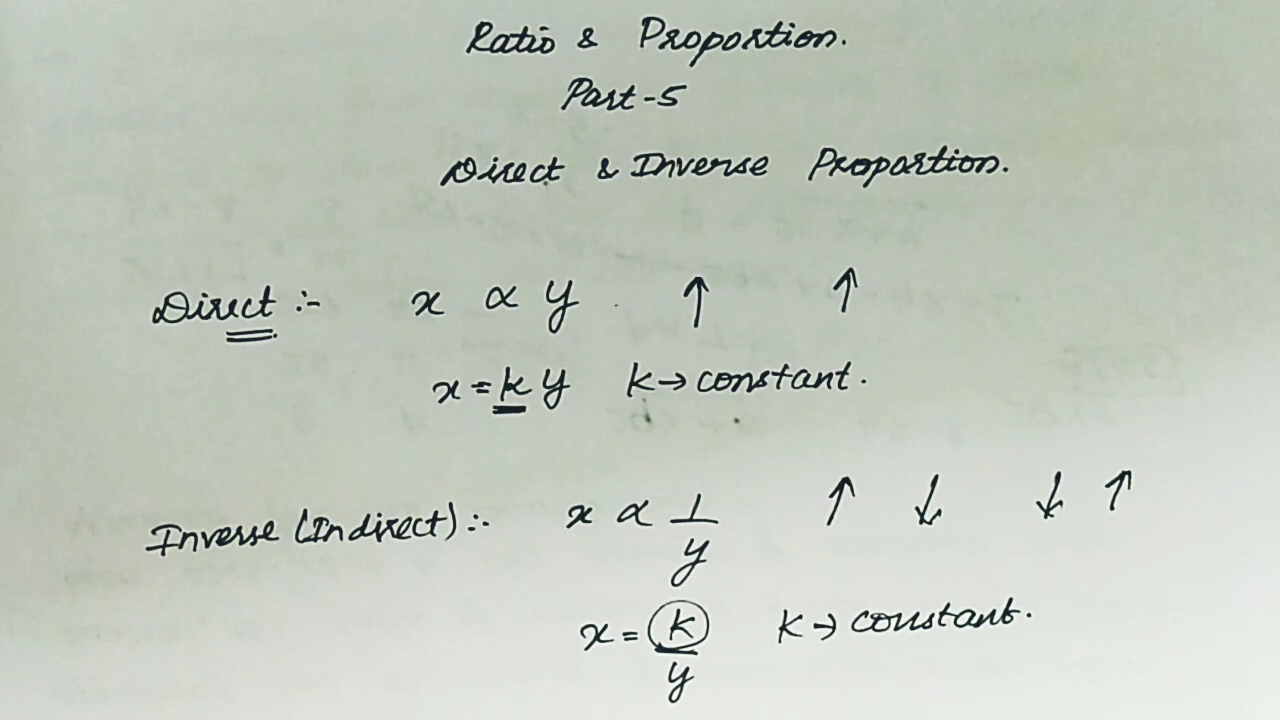 Ratio & Proportion.
Part-5
Direct & Inverse Proportion.
Direct :- x ∝ y ↑ ↑
x = k y k → constant.
Inverse (Indirect) :- x ∝ 1/y ↑ ↓ ↓ ↑
x = k/y k → constant.